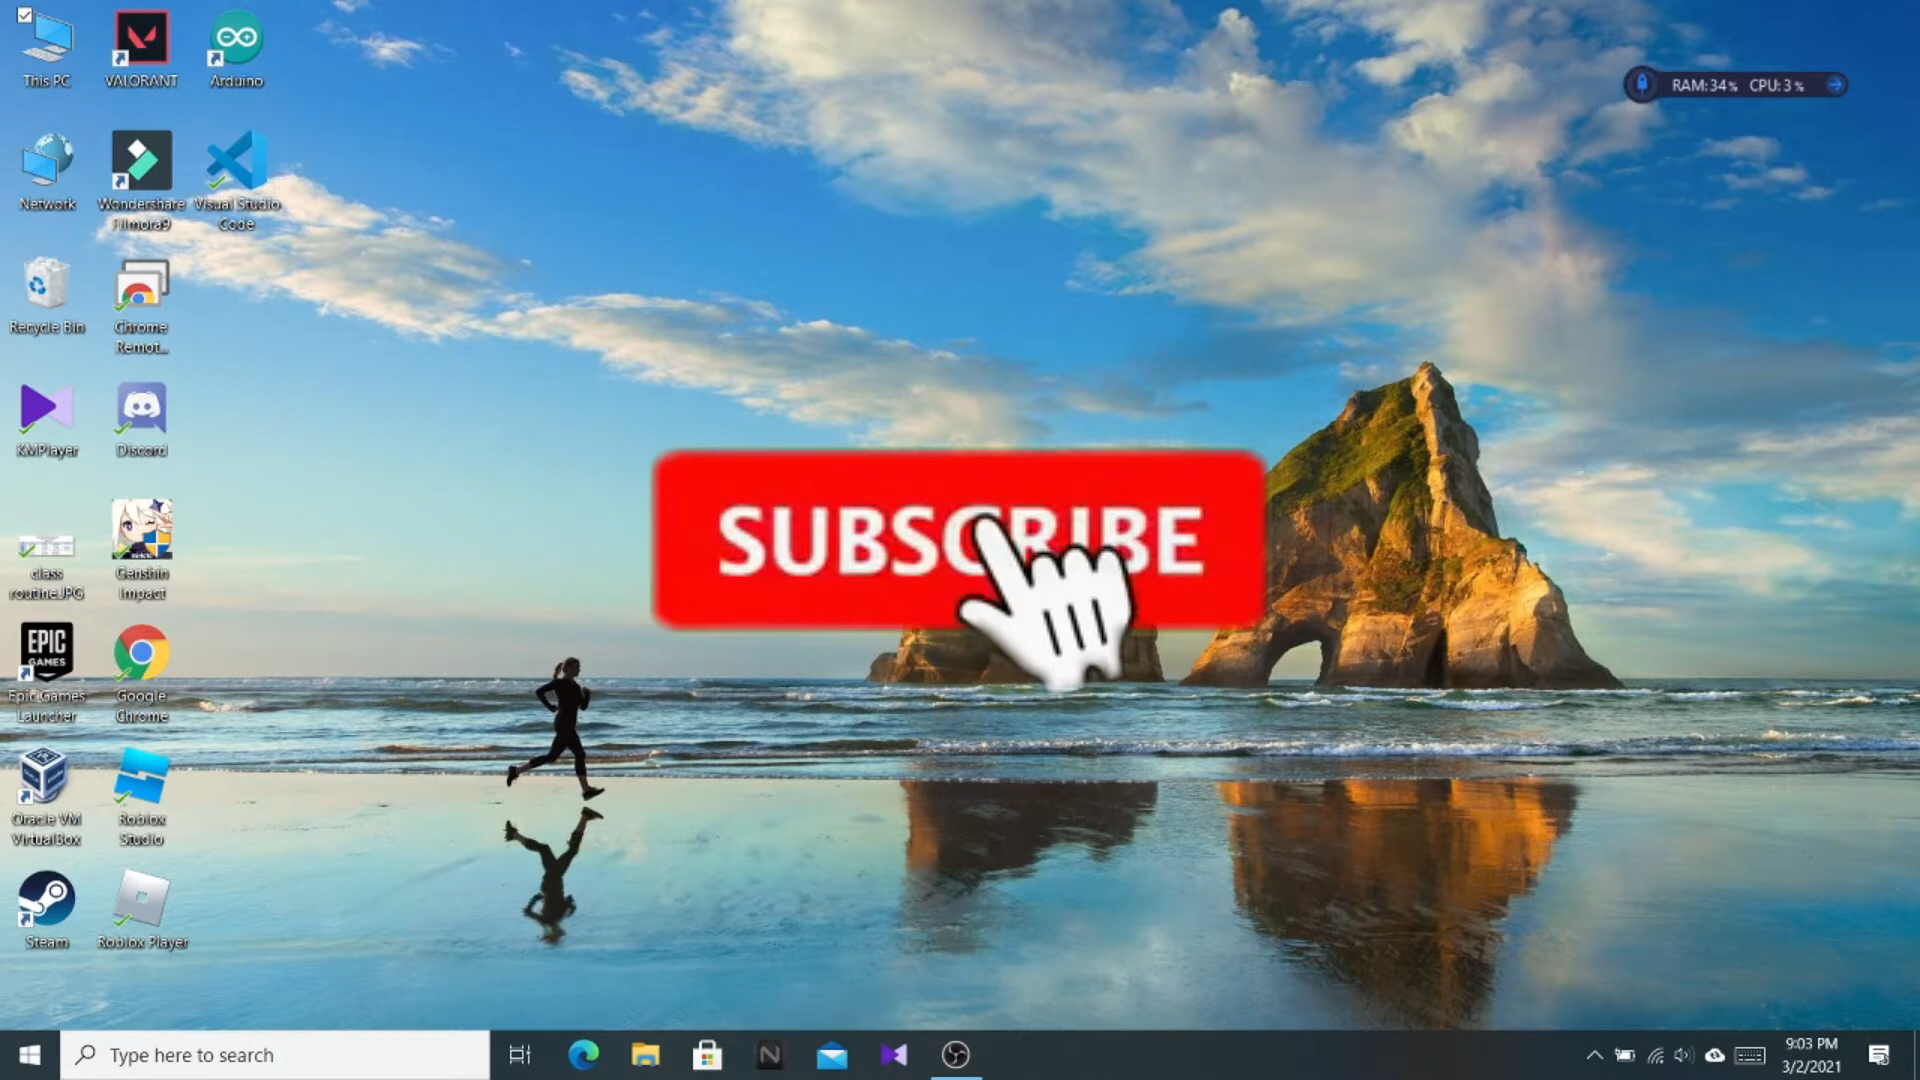 This PC
VALORANT
Arduino
RAM:34% CPU: 3%
Network
Wondershare
Filmora9
Visual Studio
Code
Recycle Bin
Chrome
Remot...
KMPlayer
Discord
SUBSCRIBE
class
routine.JPG
Genshin
Impact
EPIC
GAMES
Epic Games
Launcher
Google
Chrome
Oracle VM
VirtualBox
Roblox
Studio
Steam
Roblox Player
Type here to search
9:03 PM
3/2/2021